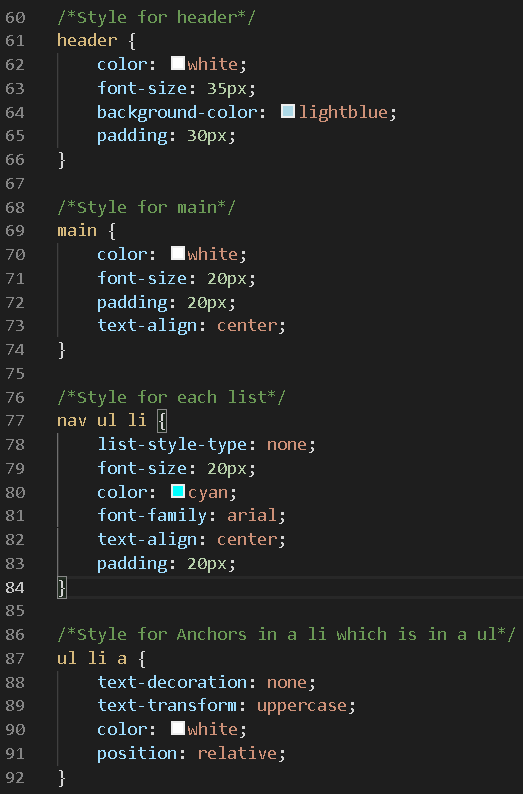 60 /*Style for header*/
61 header {
62 color: white;
63 font-size: 35px;
64 background-color: lightblue;
65 padding: 30px;
66 }
67
68 /*Style for main*/
69 main {
70 color: white;
71 font-size: 20px;
72 padding: 20px;
73 text-align: center;
74 }
75
76 /*Style for each list*/
77 nav ul li {
78 list-style-type: none;
79 font-size: 20px;
80 color: cyan;
81 font-family: arial;
82 text-align: center;
83 padding: 20px;
84 }
85
86 /*Style for Anchors in a li which is in a ul*/
87 ul li a {
88 text-decoration: none;
89 text-transform: uppercase;
90 color: white;
91 position: relative;
92 }